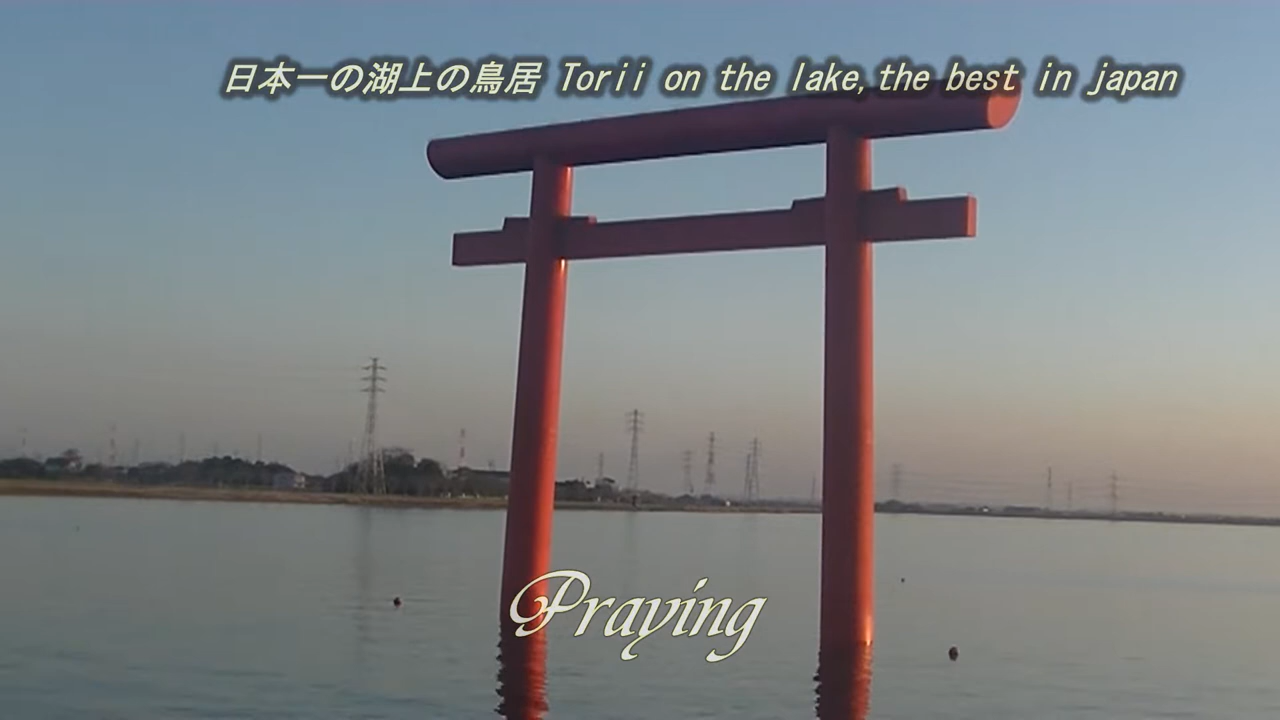 日本一の湖上の鳥居 Torii on the lake,the best in japan
Praying